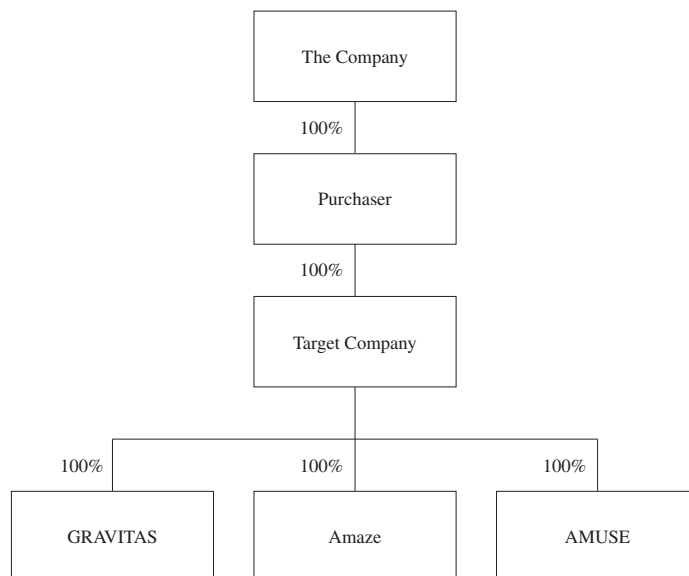 The Company
100%
Purchaser
100%
Target Company
100%
100%
100%
GRAVITAS
Amaze
AMUSE